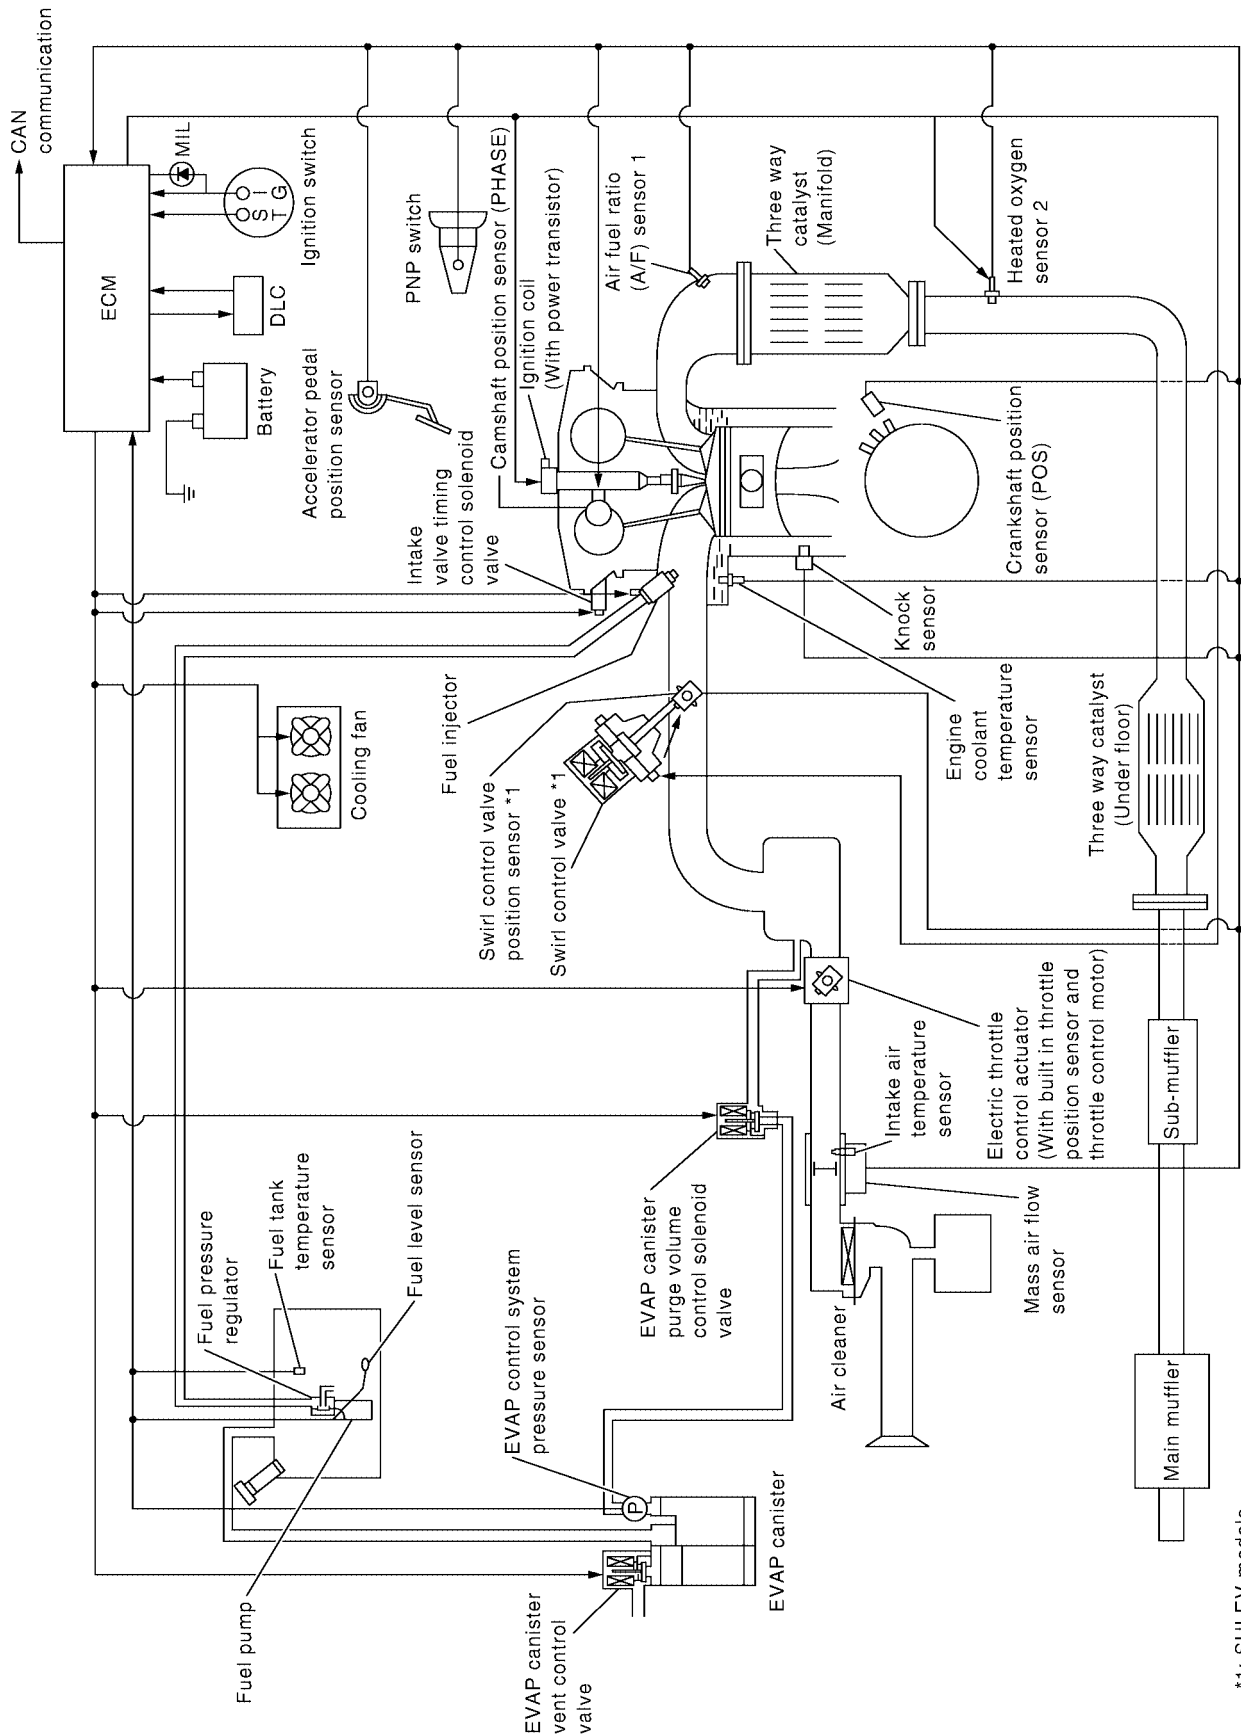 CAN
communication
ECM
MIL
ST
IG
Ignition switch
DLC
Battery
Accelerator pedal
position sensor
PNP switch
Camshaft position sensor (PHASE)
Ignition coil
(With power transistor)
Intake
valve timing
control solenoid
valve
Air fuel ratio
(A/F) sensor 1
Three way
catalyst
(Manifold)
Heated oxygen
sensor 2
Crankshaft position
sensor (POS)
Knock
sensor
Engine
coolant
temperature
sensor
Three way catalyst
(Under floor)
Cooling fan
Fuel injector
Swirl control valve
position sensor *1
Swirl control valve *1
Electric throttle
control actuator
(With built in throttle
position sensor and
throttle control motor)
Intake air
temperature
sensor
Mass air flow
sensor
Sub-muffler
Main muffler
Fuel pressure
regulator
Fuel tank
temperature
sensor
Fuel level sensor
EVAP canister
purge volume
control solenoid
valve
EVAP control system
pressure sensor
Air cleaner
P
EVAP canister
Fuel pump
EVAP canister
vent control
valve
*1: SULEV models